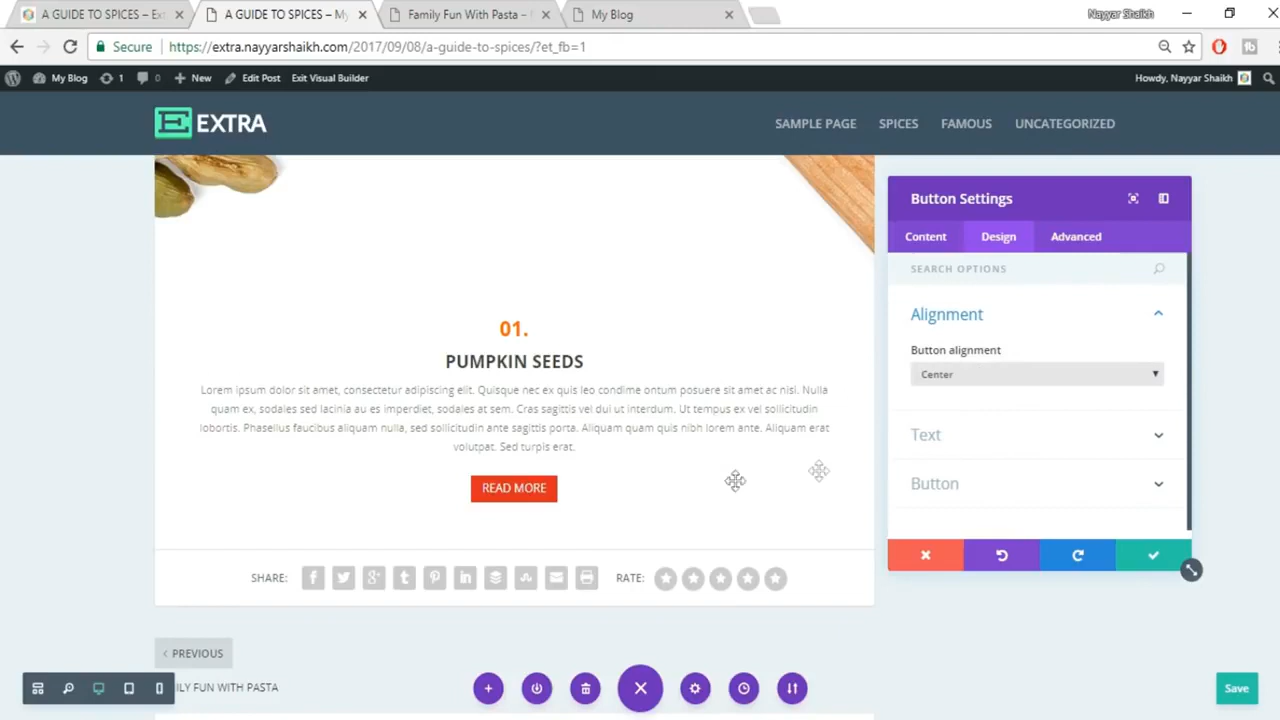 A GUIDE TO SPICES – Ex
A GUIDE TO SPICES – My
Family Fun With Pasta –
My Blog
Nayyar Shaikh
Secure
https://extra.nayyarshaikh.com/2017/09/08/a-guide-to-spices/?et_fb=1
My Blog
1
0
New
Edit Post
Exit Visual Builder
Howdy, Nayyar Shaikh
E EXTRA
SAMPLE PAGE
SPICES
FAMOUS
UNCATEGORIZED
01.
PUMPKIN SEEDS
Lorem ipsum dolor sit amet, consectetur adipiscing elit. Quisque nec ex quis leo condime ontum posuere sit amet ac nisi. Nulla
quam ex, sodales sed lacinia au es imperdiet, sodales at sem. Cras sagittis vel dui ut interdum. Ut tempus ex vel sollicitudin
lobortis. Phasellus faucibus aliquam nulla, sed sollicitudin ante sagittis porta. Aliquam quam quis nibh lorem ante. Aliquam erat
volutpat. Sed turpis erat.
READ MORE
SHARE:
RATE:
‹ PREVIOUS
ILY FUN WITH PASTA
Button Settings
Content
Design
Advanced
SEARCH OPTIONS
Alignment
Button alignment
Center
Text
Button
Save